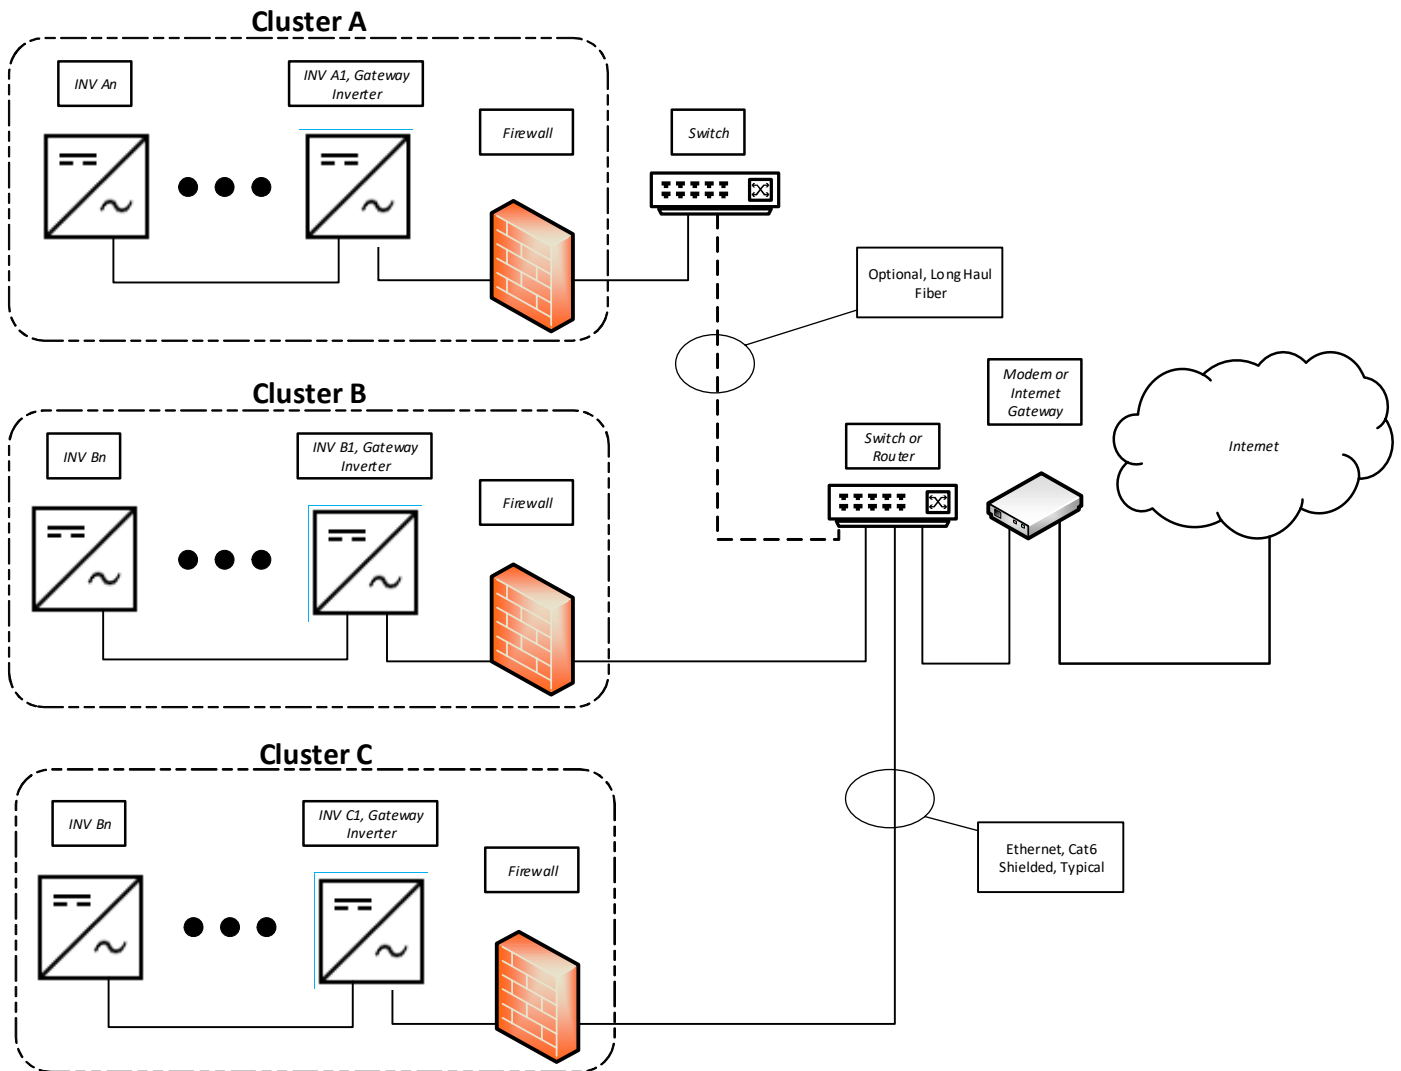 Cluster A
INV An
INV A1, Gateway
Inverter
Firewall
Switch
Optional, Long Haul
Fiber
Cluster B
INV Bn
INV B1, Gateway
Inverter
Firewall
Switch or
Router
Modem or
Internet
Gateway
Internet
Cluster C
INV Bn
INV C1, Gateway
Inverter
Firewall
Ethernet, Cat6
Shielded, Typical